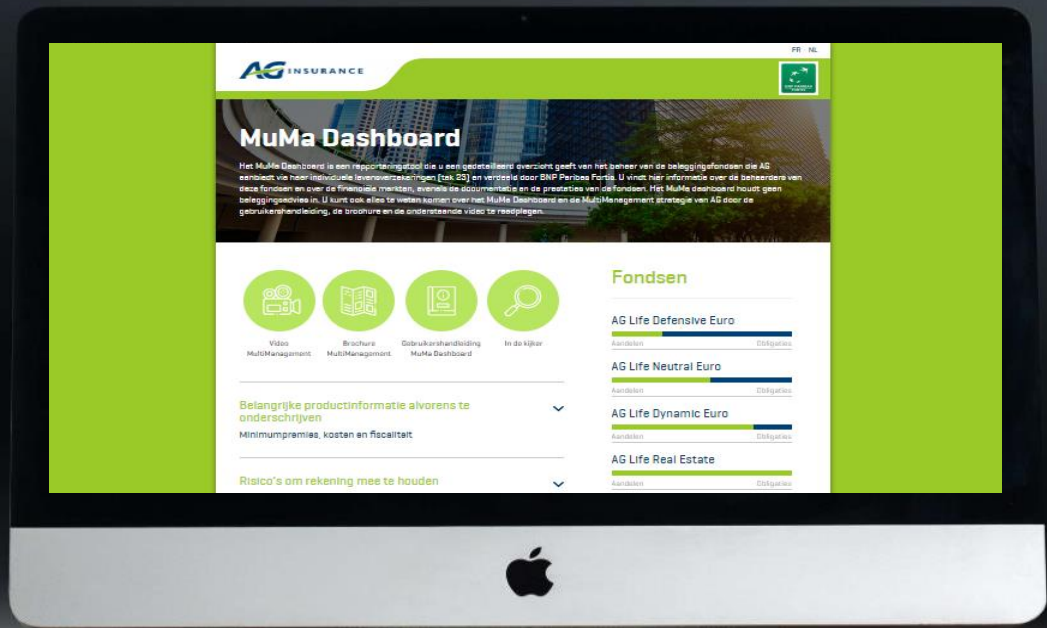 FR NL
AG INSURANCE
BNP PARIBAS
FORTIS
MuMa Dashboard
Het MuMa Dashboard is een rapporteringstool die u een gedetailleerd overzicht geeft van het beheer van de beleggingsfondsen die AG
aanbiedt via haar individuele levensverzekeringen (tak 23) en verdeeld door BNP Paribas Fortis. U vindt hier informatie over de beheerders van
deze fondsen en over de financiële markten, evenals de documentatie en de prestaties van de fondsen. Het MuMa dashboard houdt geen
beleggingsadvies in. U kunt ook alles te weten komen over het MuMa Dashboard en de MultiManagement strategie van AG door de
gebruikershandleiding, de brochure en de onderstaande video te raadplegen.
Video
MultiManagement
Brochure
MultiManagement
Gebruikershandleiding
MuMa Dashboard
In de kijker
Belangrijke productinformatie alvorens te
onderschrijven
Minimumpremies, kosten en fiscaliteit
Risico's om rekening mee te houden
Fondsen
AG Life Defensive Euro
Aandelen Obligaties
AG Life Neutral Euro
Aandelen Obligaties
AG Life Dynamic Euro
Aandelen Obligaties
AG Life Real Estate
Aandelen Obligaties